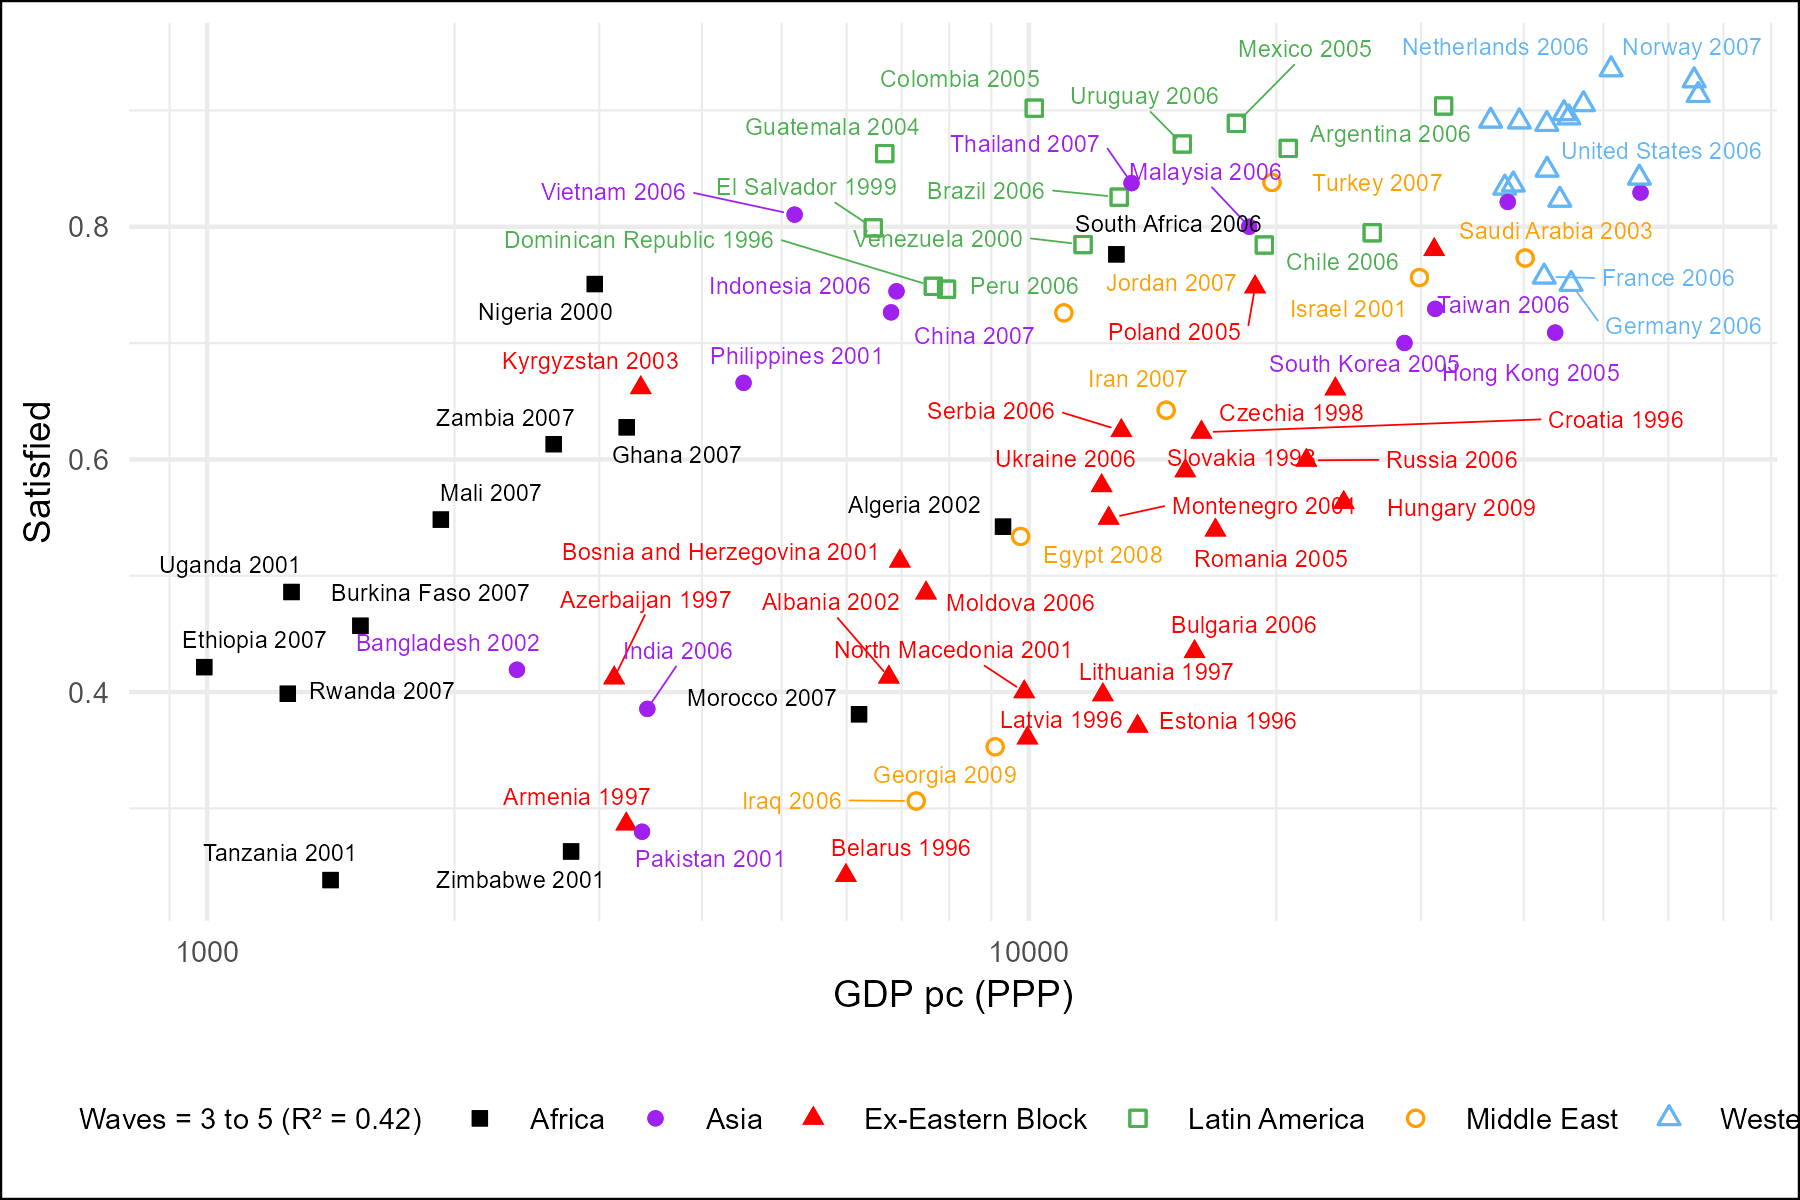 Mexico 2005
Netherlands 2006
Norway 2007
Colombia 2005
Uruguay 2006
Guatemala 2004
Argentina 2006
Thailand 2007
United States 2006
Malaysia 2006
Turkey 2007
El Salvador 1999
Vietnam 2006
Brazil 2006
South Africa 2006
0.8
Saudi Arabia 2003
Dominican Republic 1996
Venezuela 2000
Chile 2006
France 2006
Indonesia 2006
Peru 2006
Jordan 2007
Taiwan 2006
Nigeria 2000
Israel 2001
Germany 2006
China 2007
Poland 2005
Philippines 2001
Kyrgyzstan 2003
South Korea 2005
Hong Kong 2005
Iran 2007
Serbia 2006
Czechia 1998
Croatia 1996
Zambia 2007
Ghana 2007
0.6
Ukraine 2006
Slovakia 1998
Russia 2006
Satisfied
Mali 2007
Algeria 2002
Montenegro 2001
Hungary 2009
Bosnia and Herzegovina 2001
Egypt 2008
Romania 2005
Uganda 2001
Burkina Faso 2007
Azerbaijan 1997
Albania 2002
Moldova 2006
Bulgaria 2006
Ethiopia 2007
Bangladesh 2002
India 2006
North Macedonia 2001
Lithuania 1997
0.4
Rwanda 2007
Morocco 2007
Latvia 1996
Estonia 1996
Georgia 2009
Armenia 1997
Iraq 2006
Tanzania 2001
Pakistan 2001
Belarus 1996
Zimbabwe 2001
1000
10000
GDP pc (PPP)
Waves = 3 to 5 (R² = 0.42)
Africa
Asia
Ex-Eastern Block
Latin America
Middle East
Weste